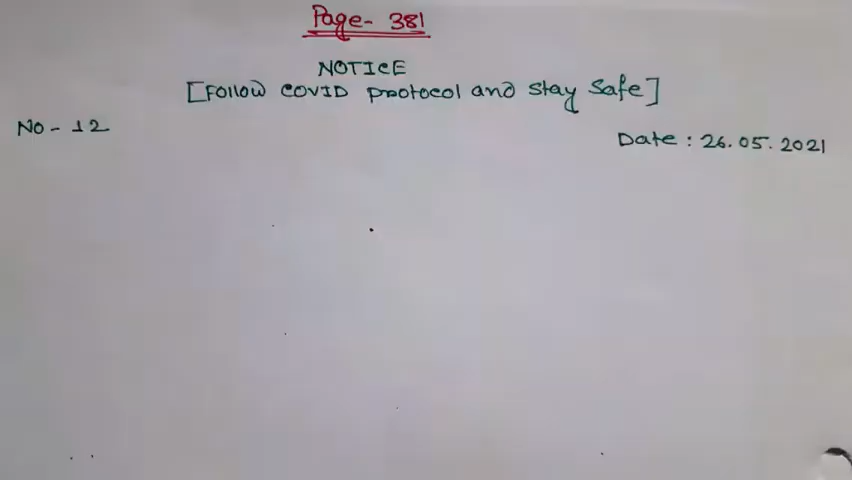 Page- 381
NOTICE
[Follow COVID protocol and stay safe]
No - 12
Date : 26.05.2021